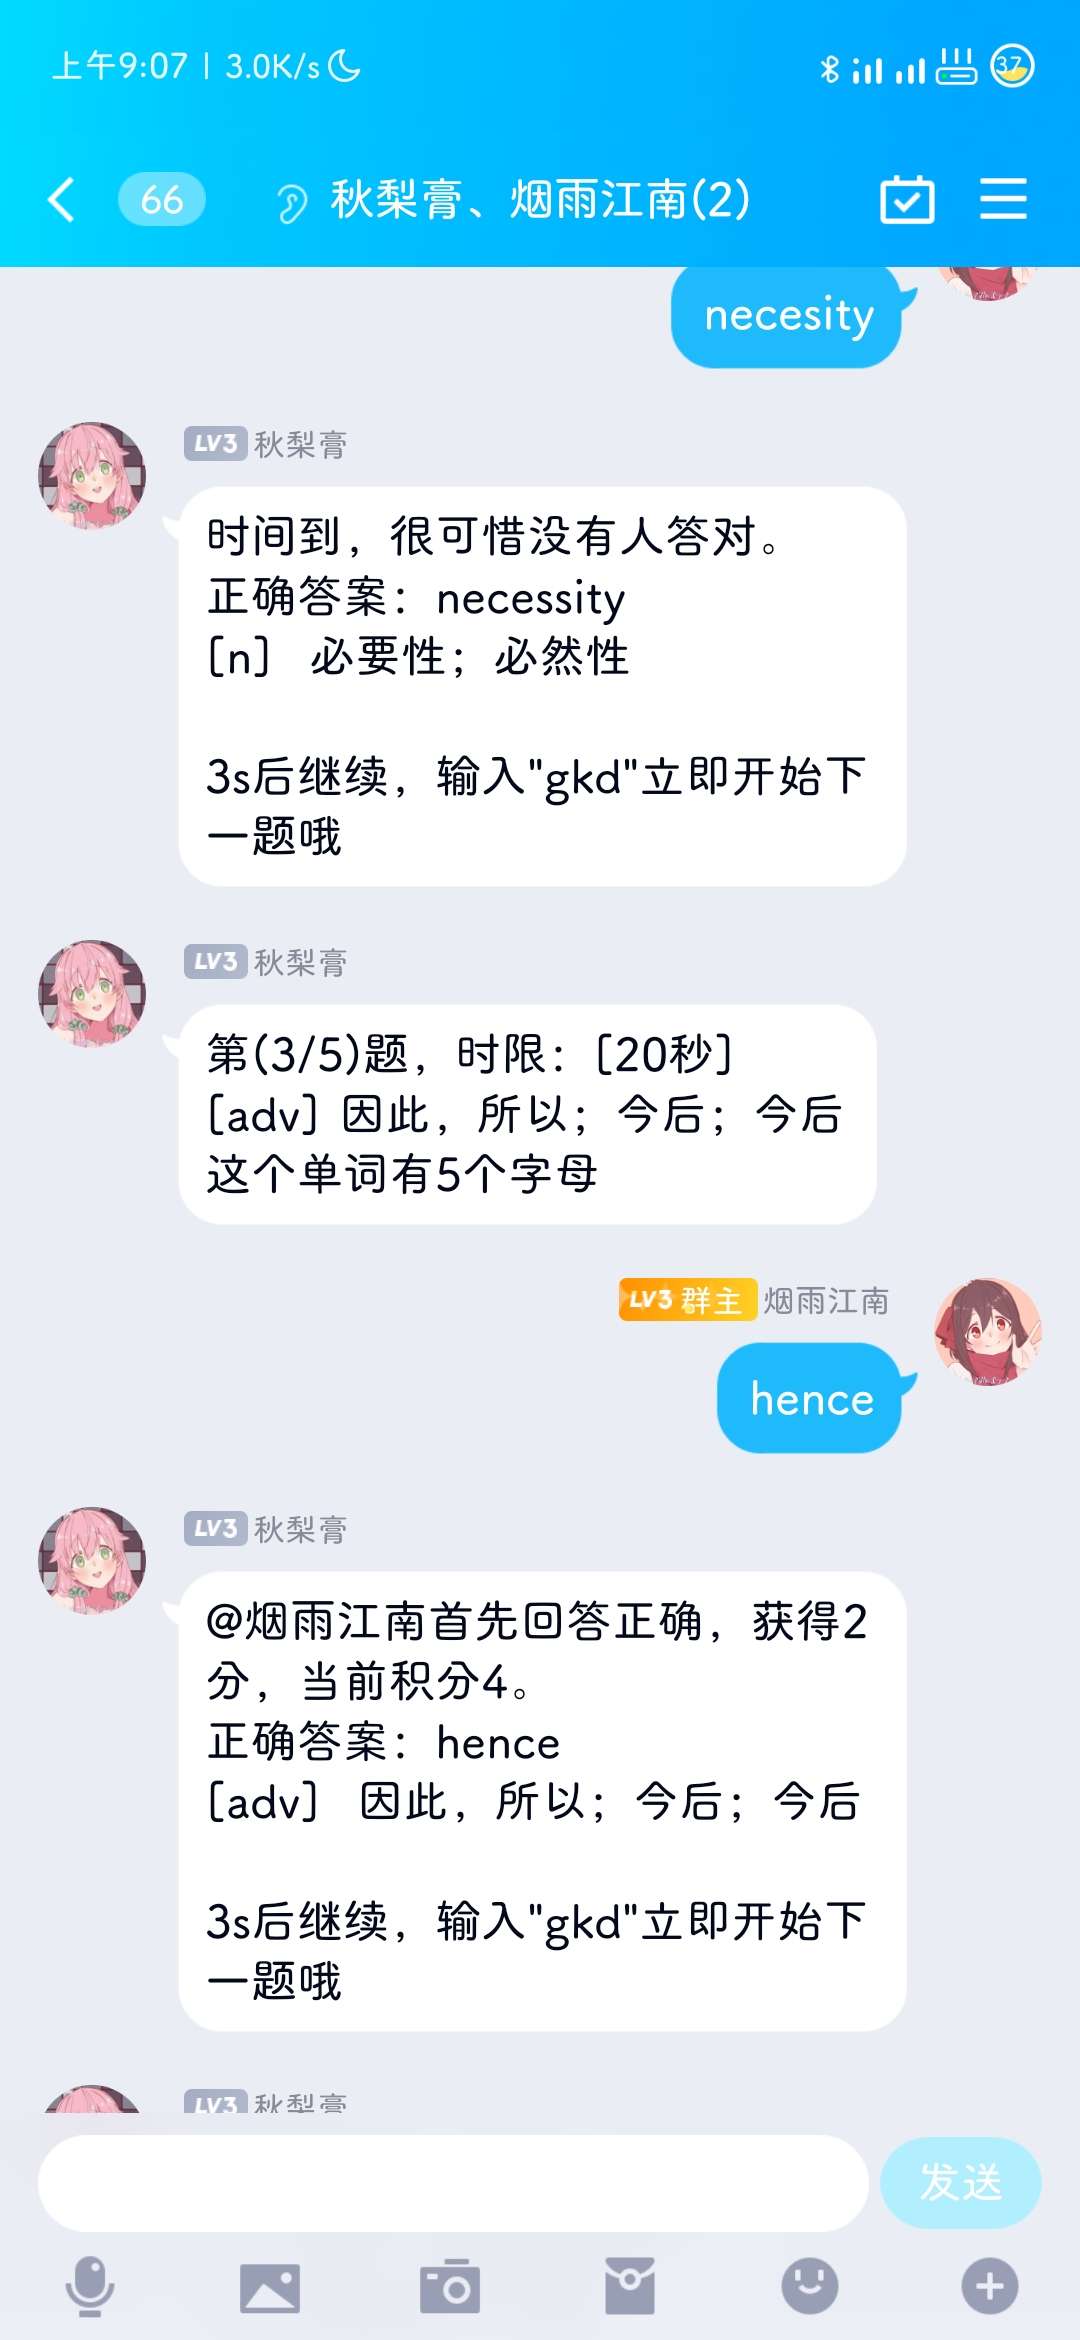 上午9:07 | 3.0K/s
37
66
秋梨膏、烟雨江南(2)
necesity
LV3 秋梨膏
时间到，很可惜没有人答对。
正确答案：necessity
[n] 必要性；必然性
3s后继续，输入"gkd"立即开始下
一题哦
LV3 秋梨膏
第(3/5)题，时限：[20秒]
[adv] 因此，所以；今后；今后
这个单词有5个字母
LV3 群主 烟雨江南
hence
LV3 秋梨膏
@烟雨江南首先回答正确，获得2
分，当前积分4。
正确答案：hence
[adv] 因此，所以；今后；今后
3s后继续，输入"gkd"立即开始下
一题哦
LV3 秋梨膏
发送